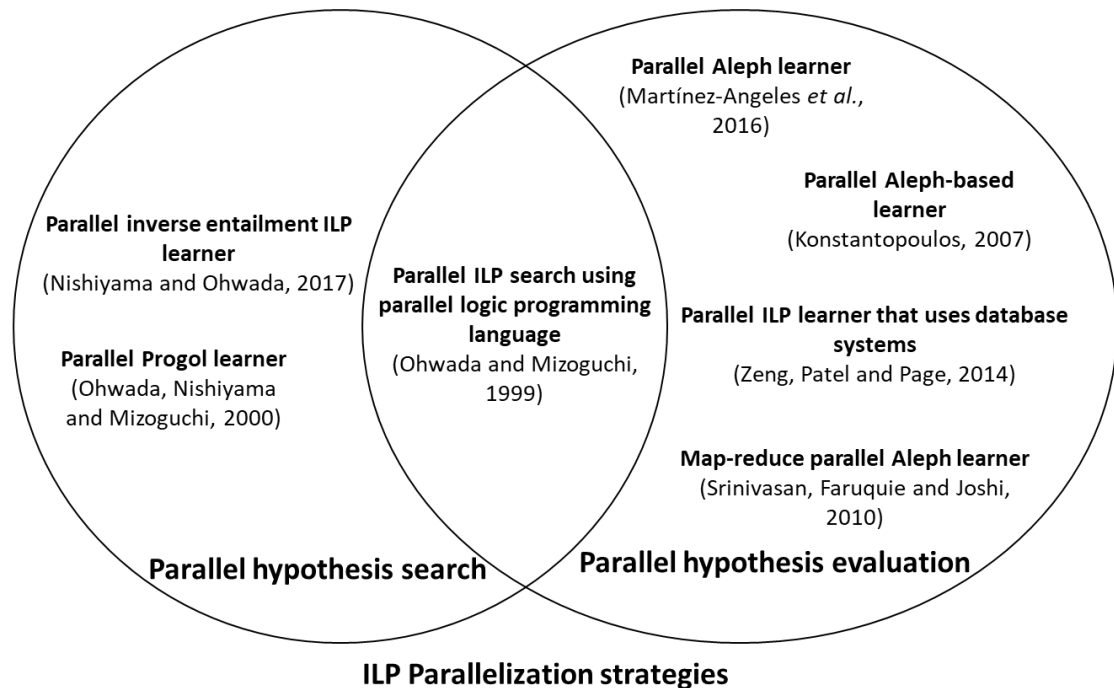 Parallel Aleph learner
(Martínez-Angeles et al.,
2016)
Parallel Aleph-based
learner
(Konstantopoulos, 2007)
Parallel inverse entailment ILP
learner
(Nishiyama and Ohwada, 2017)
Parallel ILP search using
parallel logic programming
language
(Ohwada and Mizoguchi,
1999)
Parallel ILP learner that uses database
systems
(Zeng, Patel and Page, 2014)
Parallel Progol learner
(Ohwada, Nishiyama
and Mizoguchi, 2000)
Map-reduce parallel Aleph learner
(Srinivasan, Faruquie and Joshi,
2010)
Parallel hypothesis search
Parallel hypothesis evaluation
ILP Parallelization strategies